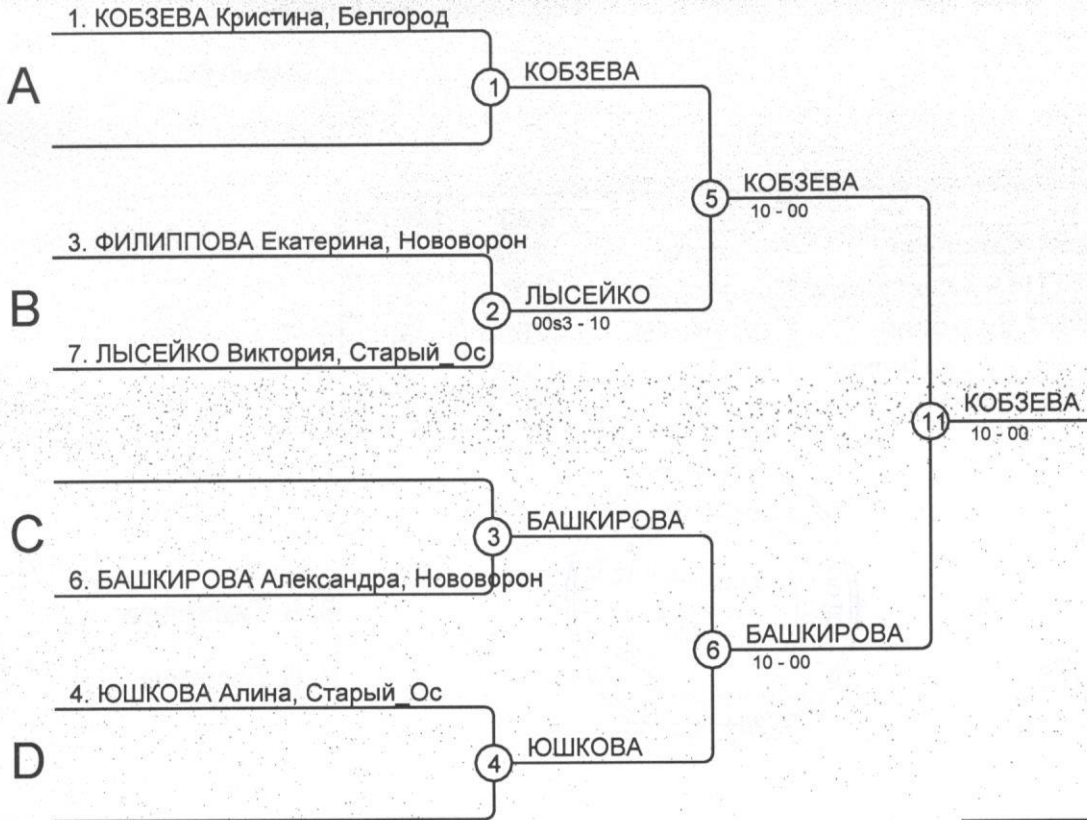 1. КОБЗЕВА Кристина, Белгород
A
1
КОБЗЕВА
5
КОБЗЕВА
10 - 00
3. ФИЛИППОВА Екатерина, Нововорон
B
2
ЛЫСЕЙКО
00s3 - 10
7. ЛЫСЕЙКО Виктория, Старый_Ос
11
КОБЗЕВА
10 - 00
C
3
БАШКИРОВА
6. БАШКИРОВА Александра, Нововорон
6
БАШКИРОВА
10 - 00
4. ЮШКОВА Алина, Старый_Ос
D
4
ЮШКОВА